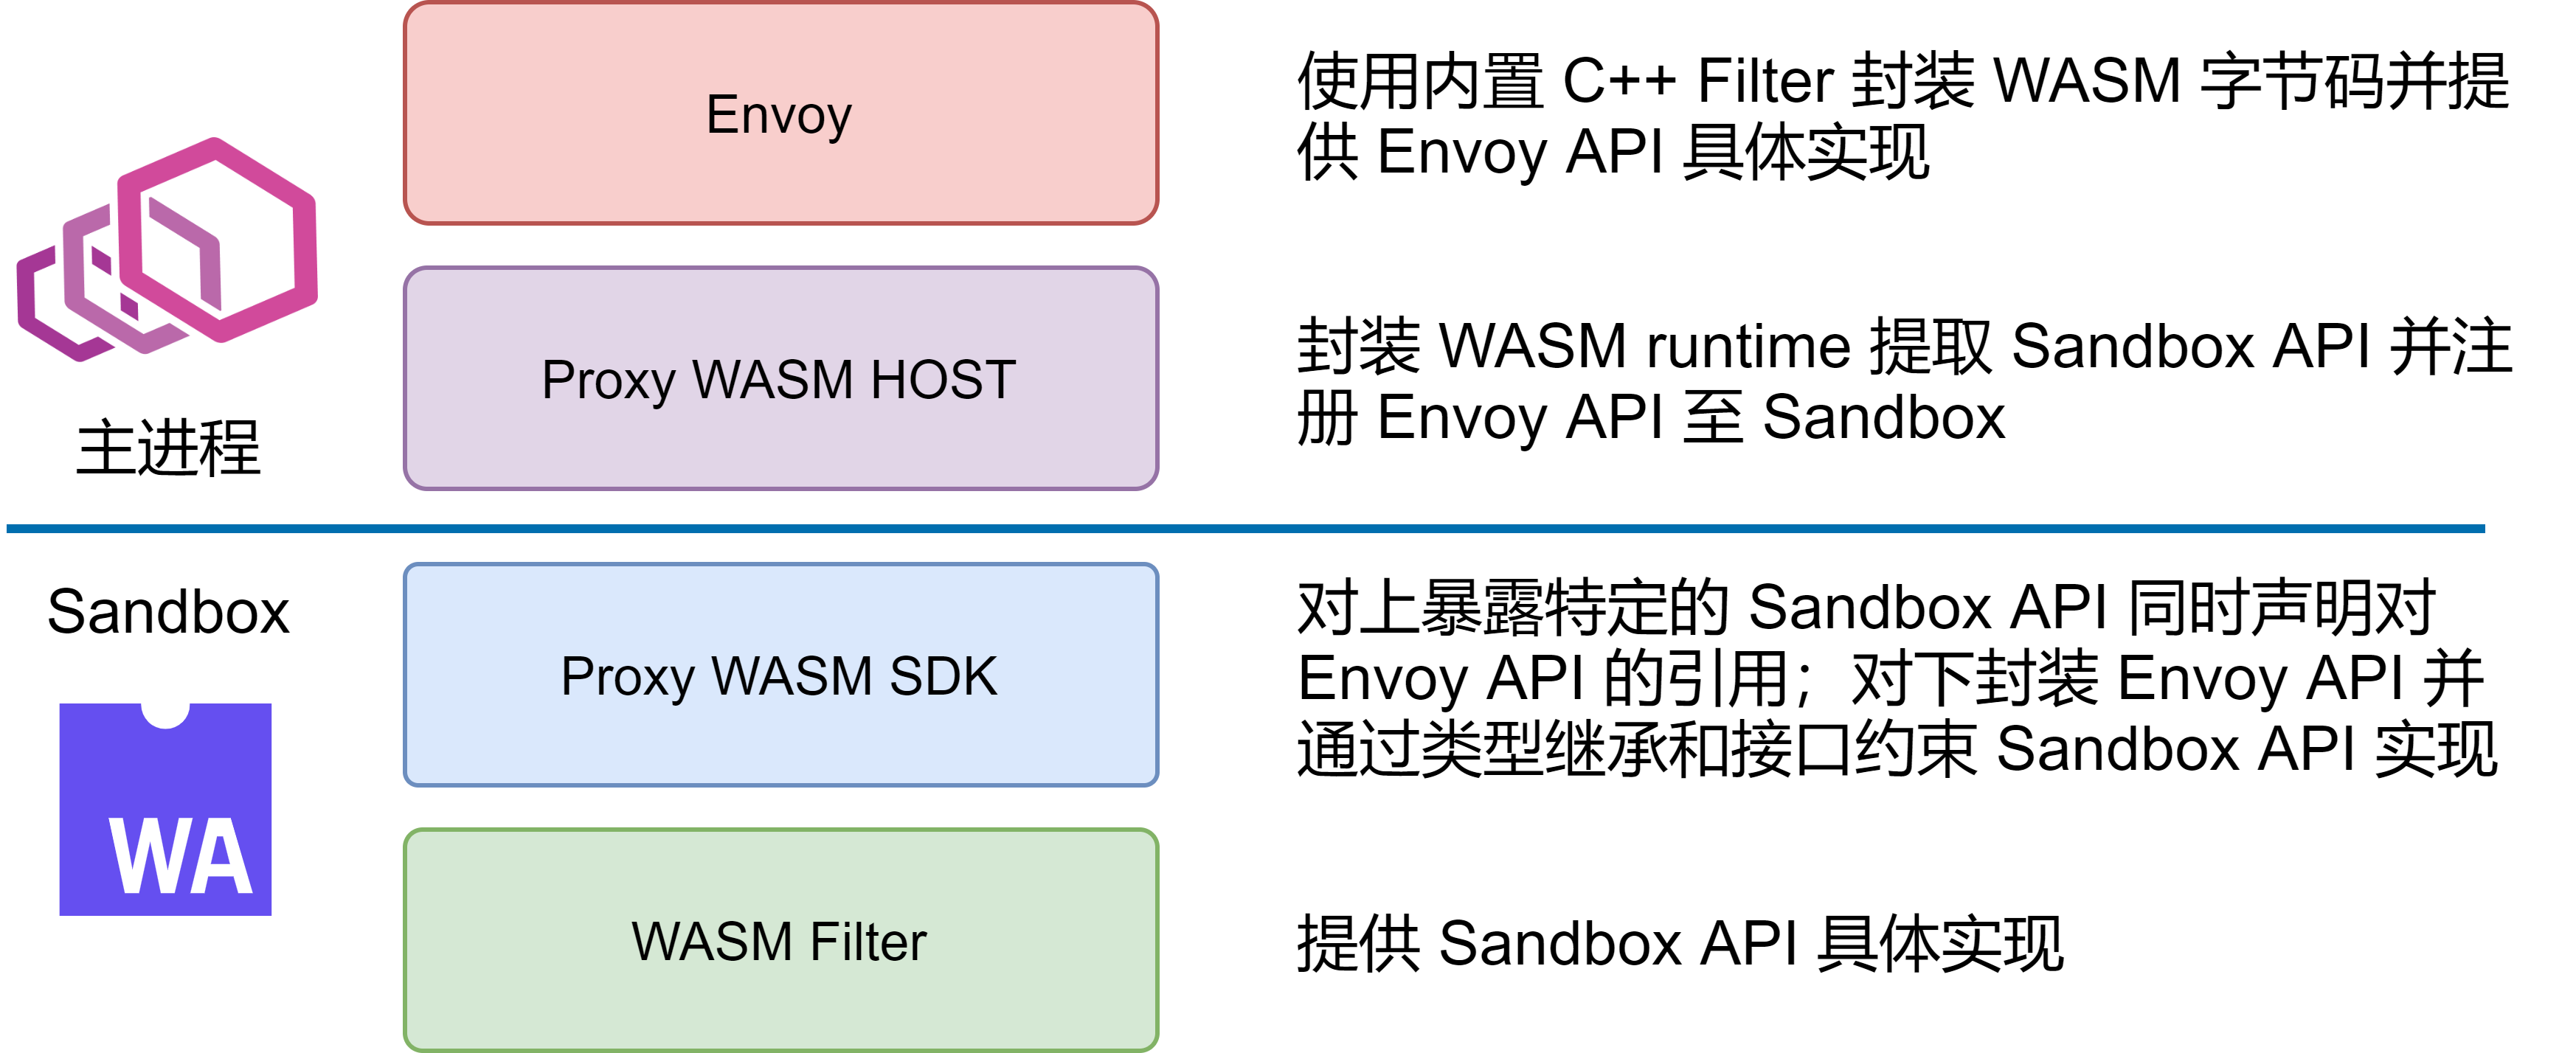 Envoy
使用内置 C++ Filter 封装 WASM 字节码并提
供 Envoy API 具体实现
主进程
Proxy WASM HOST
封装 WASM runtime 提取 Sandbox API 并注
册 Envoy API 至 Sandbox
Sandbox
WA
Proxy WASM SDK
对上暴露特定的 Sandbox API 同时声明对
Envoy API 的引用；对下封装 Envoy API 并
通过类型继承和接口约束 Sandbox API 实现
WASM Filter
提供 Sandbox API 具体实现